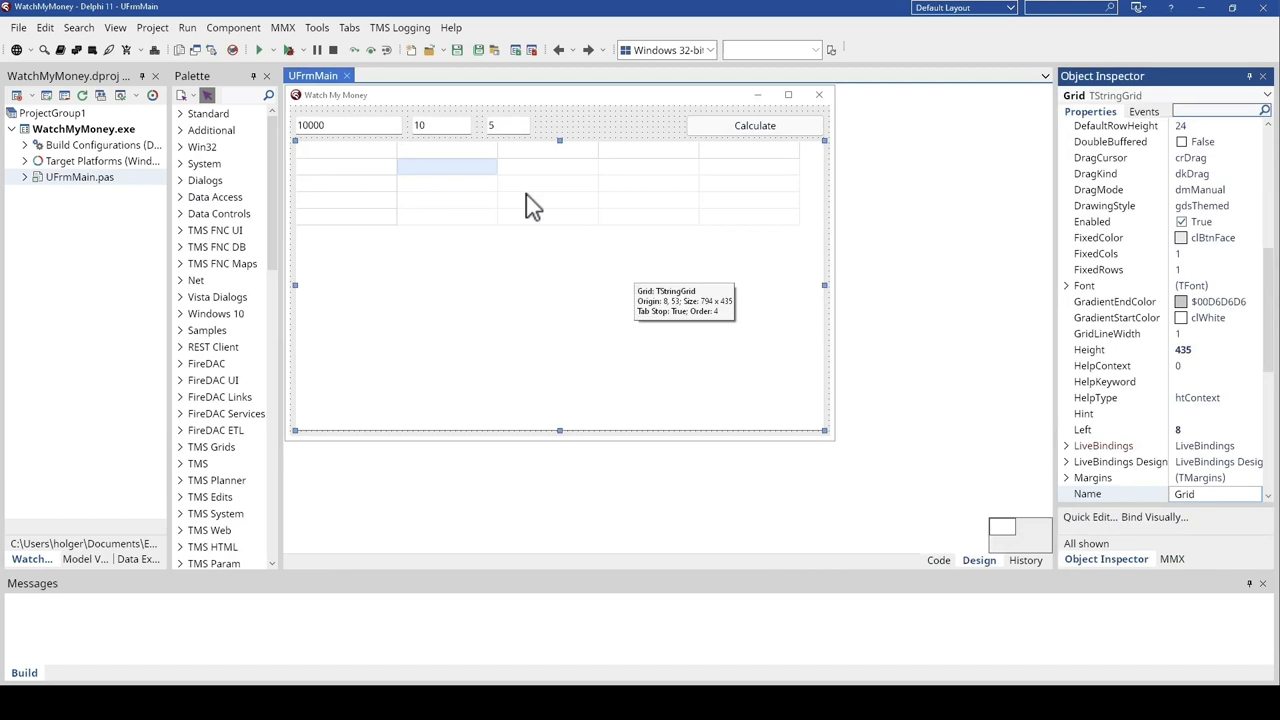 WatchMyMoney - Delphi 11 - UFrmMain
Default Layout
File Edit Search View Project Run Component MMX Tools Tabs TMS Logging Help
Windows 32-bit
WatchMyMoney.dproj ...
ProjectGroup1
WatchMyMoney.exe
Build Configurations (D...
Target Platforms (Wind...
UFrmMain.pas
C:\Users\holger\Documents\E...
Watch... Model V... Data Ex...
Palette
Standard
Additional
Win32
System
Dialogs
Data Access
Data Controls
TMS FNC UI
TMS FNC DB
TMS FNC Maps
Net
Vista Dialogs
Windows 10
Samples
REST Client
FireDAC
FireDAC UI
FireDAC Links
FireDAC Services
FireDAC ETL
TMS Grids
TMS
TMS Planner
TMS Edits
TMS System
TMS Web
TMS HTML
TMS Param
UFrmMain
Watch My Money
10000 10 5 Calculate
Grid: TStringGrid
Origin: 8, 53; Size: 794 x 435
Tab Stop: True; Order: 4
Code Design History
Object Inspector
Grid TStringGrid
Properties Events
DefaultRowHeight 24
DoubleBuffered False
DragCursor crDrag
DragKind dkDrag
DragMode dmManual
DrawingStyle gdsThemed
Enabled True
FixedColor clBtnFace
FixedCols 1
FixedRows 1
Font (TFont)
GradientEndColor $00D6D6D6
GradientStartColor clWhite
GridLineWidth 1
Height 435
HelpContext 0
HelpKeyword
HelpType htContext
Hint
Left 8
LiveBindings LiveBindings
LiveBindings Design LiveBindings Desig
Margins (TMargins)
Name Grid
Quick Edit... Bind Visually...
All shown
Object Inspector MMX
Messages
Build